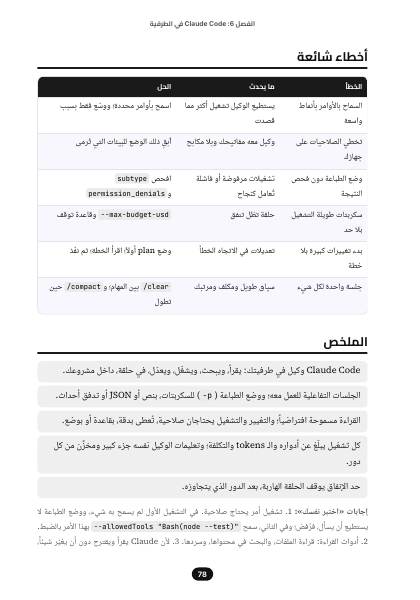 الفصل 6: Claude Code في الطرفية
أخطاء شائعة
الخطأ ما يحدث الحل
السماح بالأوامر بأنماط واسعة يستطيع الوكيل تشغيل أكثر مما قصدت اسمح بأوامر محددة؛ ووسّع فقط بسبب
تخطي الصلاحيات على جهازك وكيل معه مفاتيحك وبلا مكابح أبقِ ذلك الوضع للبيئات التي تُرمى
وضع الطباعة دون فحص النتيجة تشغيلات مرفوضة أو فاشلة تُعامل كنجاح افحص subtype و permission_denials
سكربتات طويلة التشغيل بلا حد حلقة تظل تنفق --max-budget-usd وقاعدة توقف
بدء تغييرات كبيرة بلا خطة تعديلات في الاتجاه الخطأ وضع plan أولاً؛ اقرأ الخطة؛ ثم نفّذ
جلسة واحدة لكل شيء سياق طويل ومكلف ومرتبك /clear بين المهام؛ و /compact حين تطول
الملخص
Claude Code وكيل في طرفيتك: يقرأ، ويبحث، ويشغّل، ويعدّل، في حلقة، داخل مشروعك.
الجلسات التفاعلية للعمل معه؛ ووضع الطباعة ( -p ) للسكربتات، بنص أو JSON أو تدفق أحداث.
القراءة مسموحة افتراضياً؛ والتغيير والتشغيل يحتاجان صلاحية، تُعطى بدقة، بقاعدة أو بوضع.
كل تشغيل يبلّغ عن أدواره والـ tokens والتكلفة؛ وتعليمات الوكيل نفسه جزء كبير ومخزّن من كل
دور.
حد الإنفاق يوقف الحلقة الهاربة، بعد الدور الذي يتجاوزه.
إجابات «اختبر نفسك»: 1. تشغيل أمر يحتاج صلاحية. في التشغيل الأول لم يسمح به شيء، ووضع الطباعة لا
يستطيع أن يسأل، فرُفض؛ وفي الثاني، سمح --allowedTools "Bash(node --test)" بهذا الأمر بالضبط.
2. أدوات القراءة: قراءة الملفات، والبحث في محتواها، وسردها. 3. لأن Claude يقرأ ويقترح دون أن يغيّر شيئاً،
78